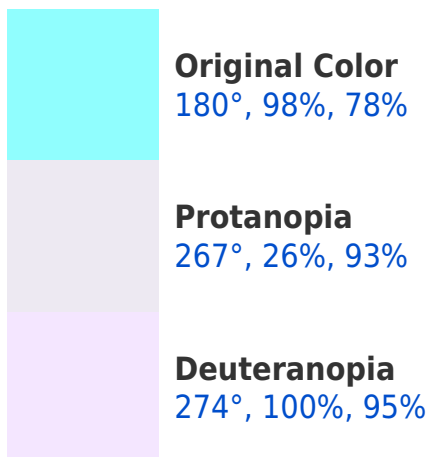 Original Color
180°, 98%, 78%
Protanopia
267°, 26%, 93%
Deuteranopia
274°, 100%, 95%